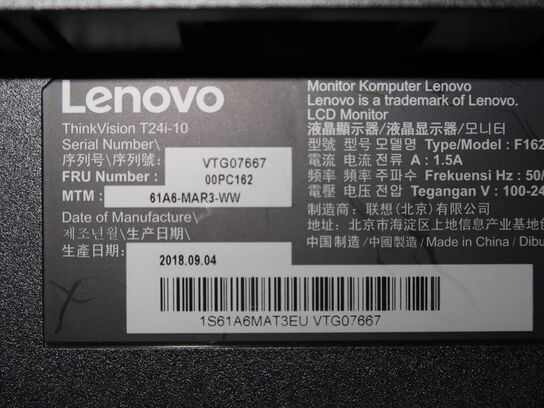 Lenovo
ThinkVision T24i-10
Serial Number\
序列号\序列號\ VTG07667
FRU Number : 00PC162
MTM : 61A6-MAR3-WW
Date of Manufacture\
제조년월\生产日期\
生產日期\ 2018.09.04
1S61A6MAT3EU VTG07667
Monitor Komputer Lenovo
Lenovo is a trademark of Lenovo.
LCD Monitor
液晶顯示器/液晶显示器/모니터
型號 型号 모델명 Type/Model / F162
電流 电流 전류 A : 1.5A
頻率 频率 주파수 Frekuensi Hz : 50/
電壓 电压 전압 Tegangan V : 100-24
制造商：联想(北京)有限公司
地址：北京市海淀区上地信息产业基地
中国制造 / 中國製造 / Made in China / Dibu